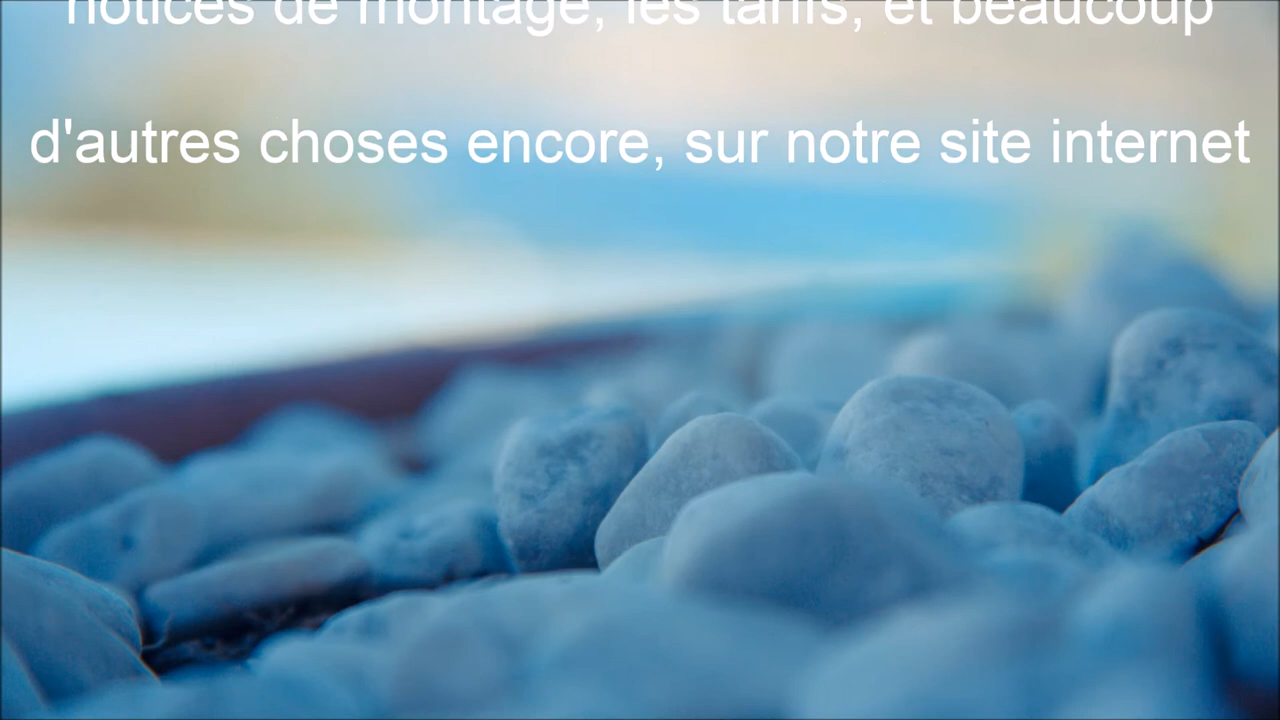 notices de montage, les tarifs, et beaucoup
d'autres choses encore, sur notre site internet